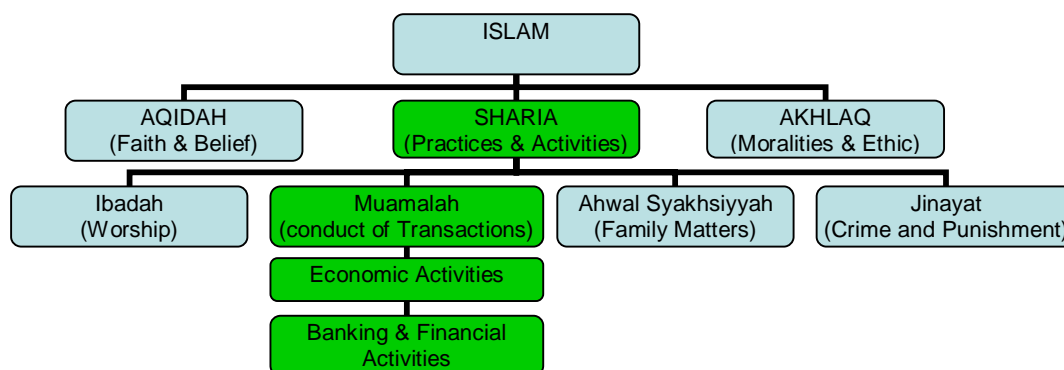 ISLAM
AQIDAH
(Faith & Belief)
SHARIA
(Practices & Activities)
AKHLAQ
(Moralities & Ethic)
Ibadah
(Worship)
Muamalah
(conduct of Transactions)
Ahwal Syakhsiyyah
(Family Matters)
Jinayat
(Crime and Punishment)
Economic Activities
Banking & Financial
Activities